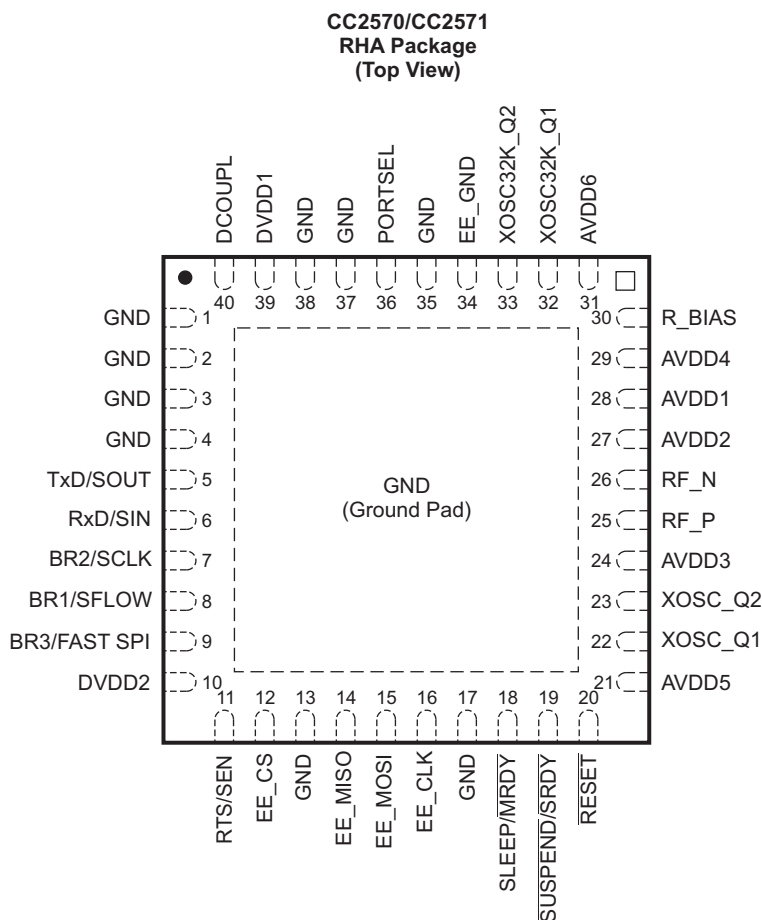 CC2570/CC2571
RHA Package
(Top View)
DCOUPL
DVDD1
GND
GND
PORTSEL
GND
EE_GND
XOSC32K_Q2
XOSC32K_Q1
AVDD6
40
39
38
37
36
35
34
33
32
31
GND 1
GND 2
GND 3
GND 4
TxD/SOUT 5
RxD/SIN 6
BR2/SCLK 7
BR1/SFLOW 8
BR3/FAST SPI 9
DVDD2 10
GND
(Ground Pad)
30 R_BIAS
29 AVDD4
28 AVDD1
27 AVDD2
26 RF_N
25 RF_P
24 AVDD3
23 XOSC_Q2
22 XOSC_Q1
21 AVDD5
11
12
13
14
15
16
17
18
19
20
RTS/SEN
EE_CS
GND
EE_MISO
EE_MOSI
EE_CLK
GND
SLEEP/MRDY
SUSPEND/SRDY
RESET